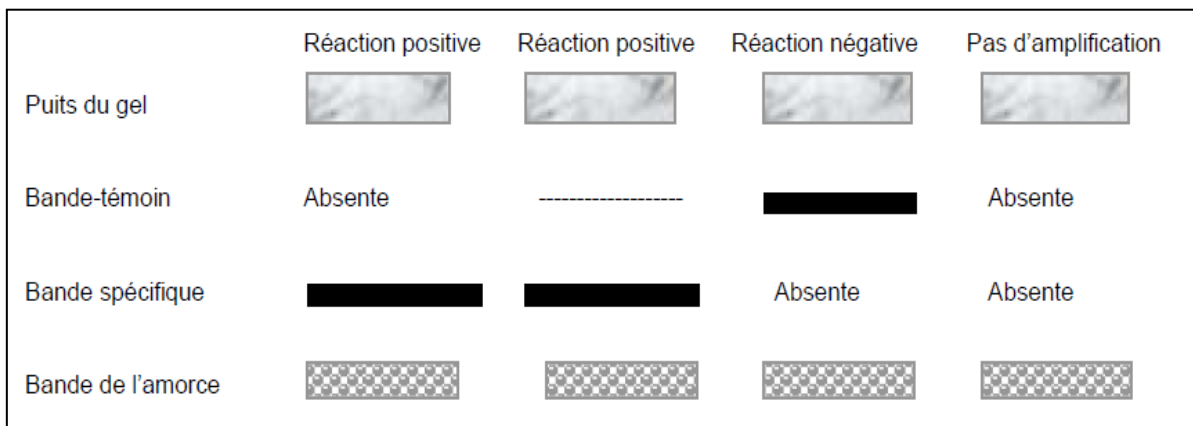 Réaction positive Réaction positive Réaction négative Pas d'amplification
Puits du gel
Bande-témoin Absente ------------------- Absente
Bande spécifique Absente Absente
Bande de l'amorce